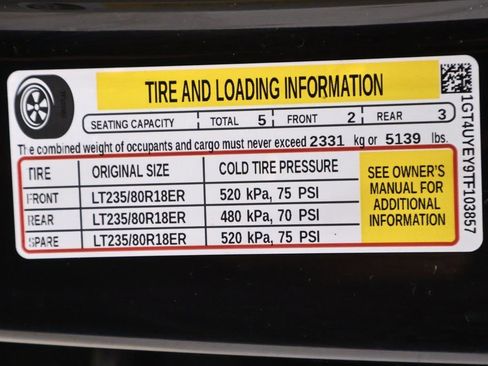 TIRE AND LOADING INFORMATION
SEATING CAPACITY TOTAL 5 FRONT 2 REAR 3
The combined weight of occupants and cargo must never exceed 2331 kg or 5139 lbs.
TIRE ORIGINAL SIZE COLD TIRE PRESSURE
FRONT LT235/80R18ER 520 kPa, 75 PSI
REAR LT235/80R18ER 480 kPa, 70 PSI
SPARE LT235/80R18ER 520 kPa, 75 PSI
SEE OWNER'S
MANUAL FOR
ADDITIONAL
INFORMATION
1GT4UYEY9TF103857